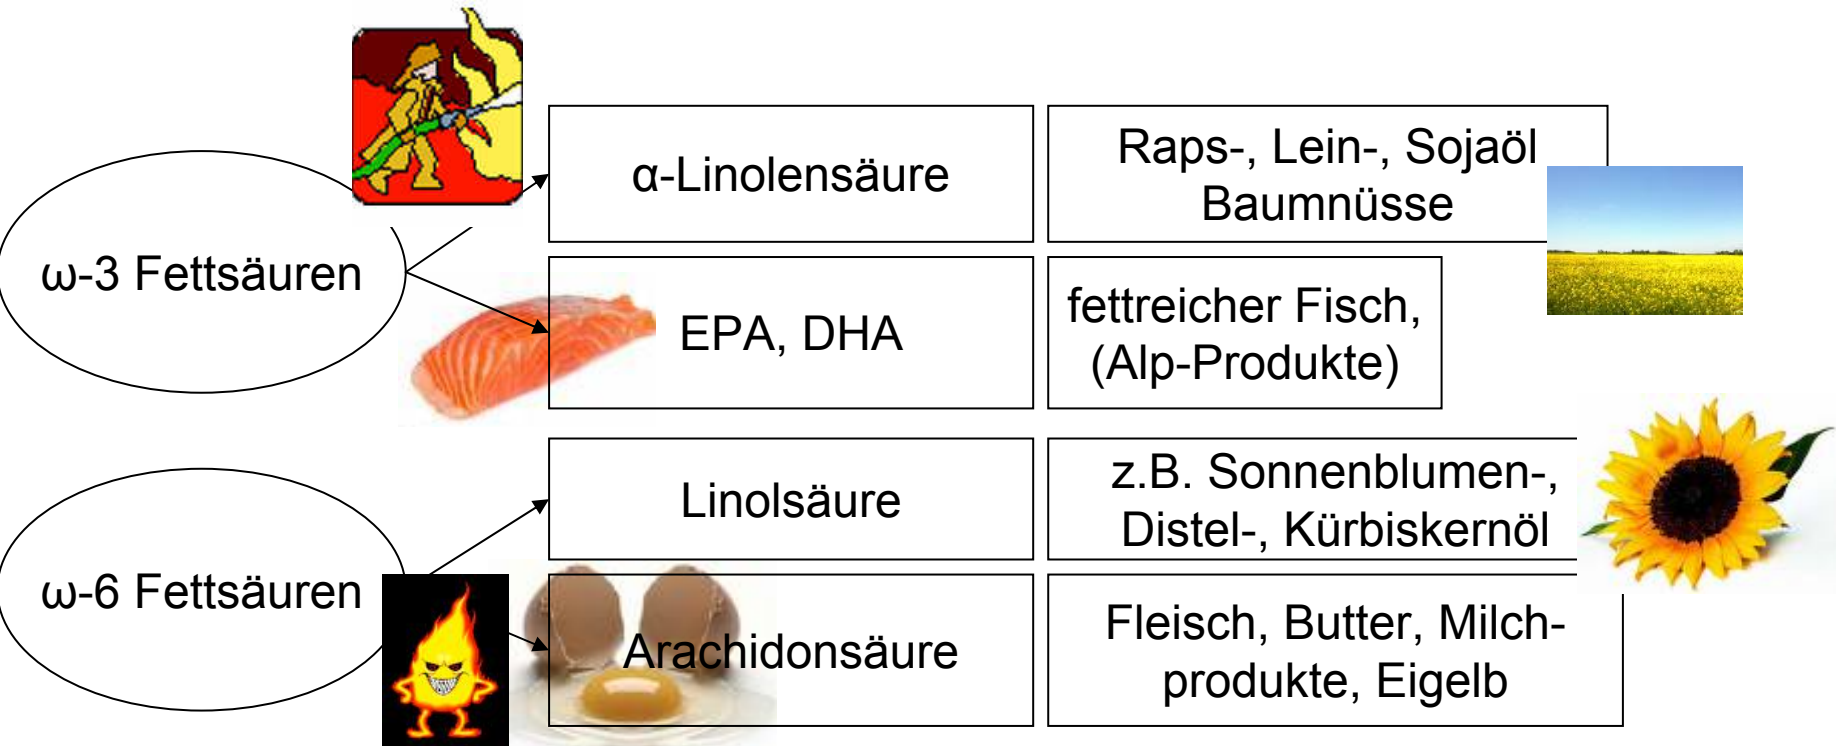 α-Linolensäure
Raps-, Lein-, Sojaöl
Baumnüsse
ω-3 Fettsäuren
EPA, DHA
fettreicher Fisch,
(Alp-Produkte)
Linolsäure
z.B. Sonnenblumen-,
Distel-, Kürbiskernöl
ω-6 Fettsäuren
Arachidonsäure
Fleisch, Butter, Milch-
produkte, Eigelb